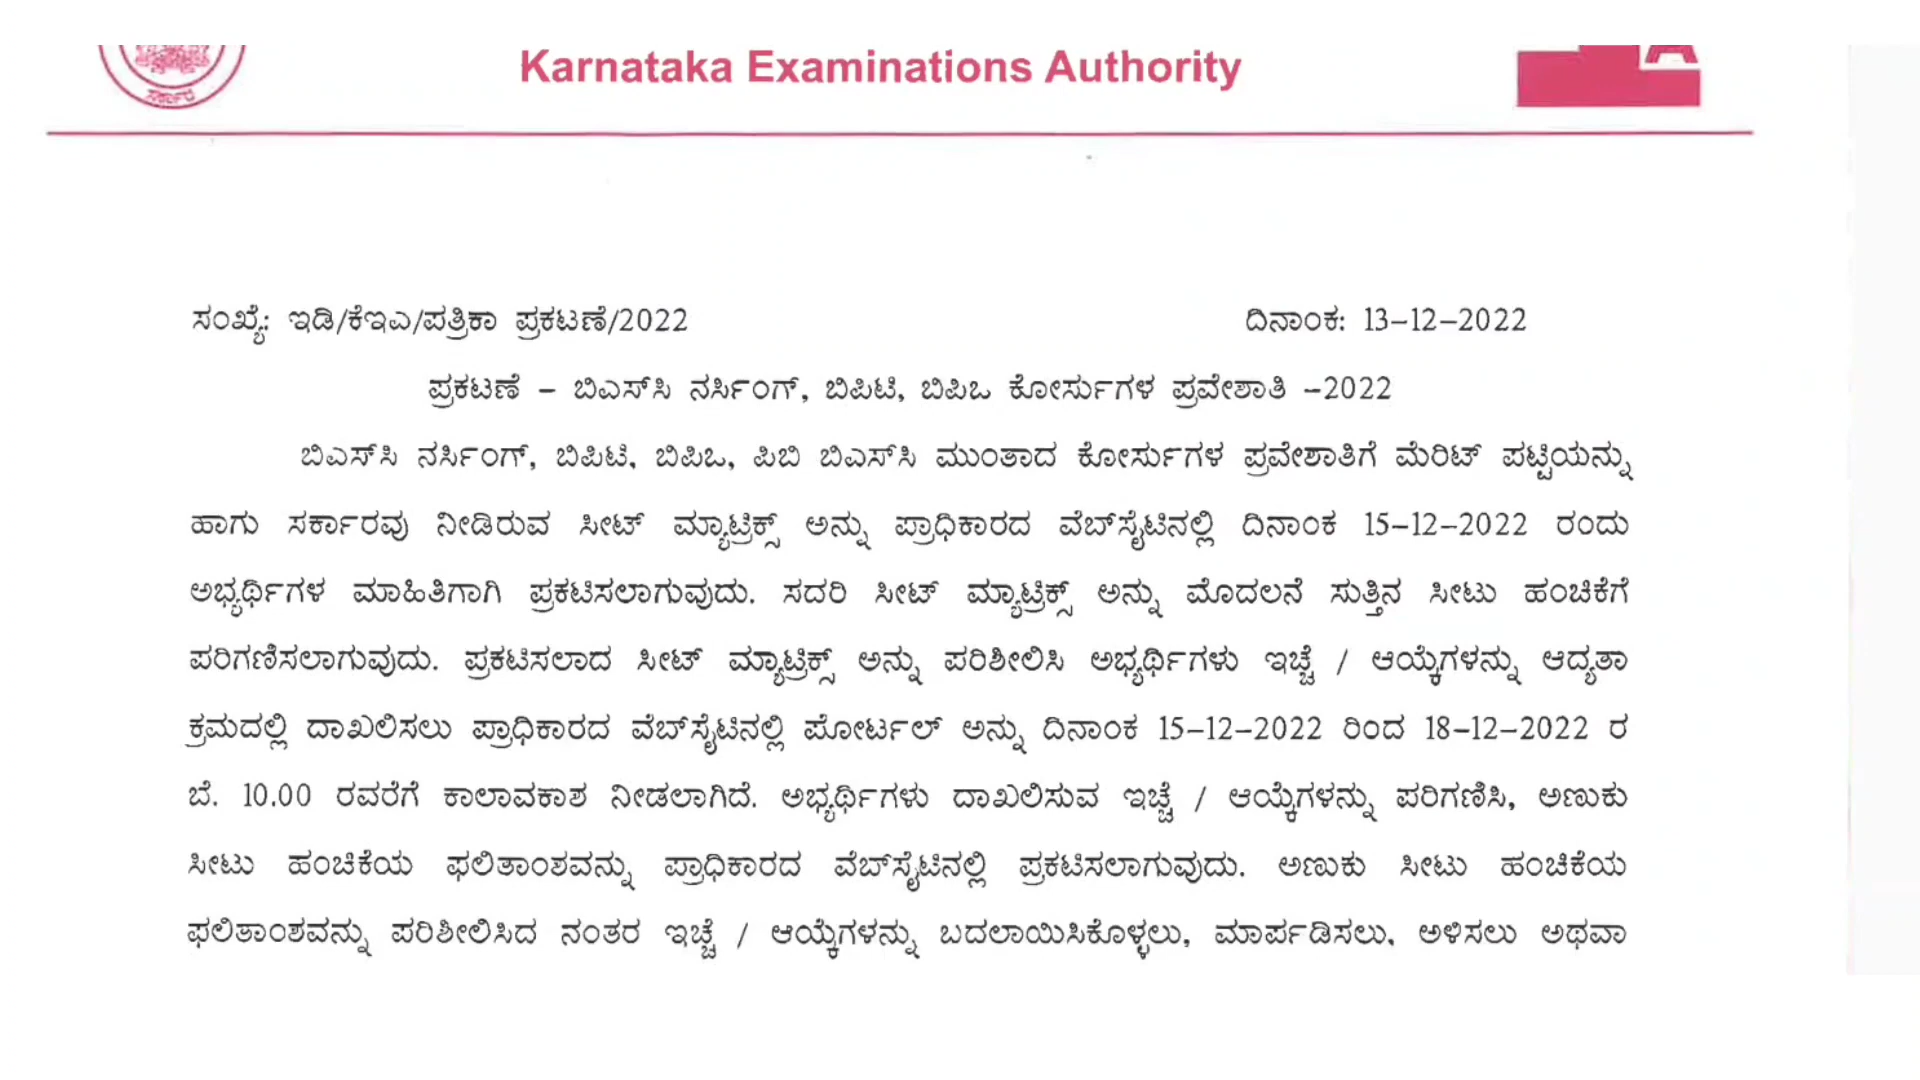 Karnataka Examinations Authority
ಸರ್ಕಾರ
ಸಂಖ್ಯೆ: ಇಡಿ/ಕೆಇಎ/ಪತ್ರಿಕಾ ಪ್ರಕಟಣೆ/2022 ದಿನಾಂಕ: 13–12–2022
ಪ್ರಕಟಣೆ – ಬಿಎಸ್‌ಸಿ ನರ್ಸಿಂಗ್, ಬಿಪಿಟಿ, ಬಿಪಿಒ ಕೋರ್ಸುಗಳ ಪ್ರವೇಶಾತಿ –2022
ಬಿಎಸ್‌ಸಿ ನರ್ಸಿಂಗ್, ಬಿಪಿಟಿ, ಬಿಪಿಒ, ಪಿಬಿ ಬಿಎಸ್‌ಸಿ ಮುಂತಾದ ಕೋರ್ಸುಗಳ ಪ್ರವೇಶಾತಿಗೆ ಮೆರಿಟ್ ಪಟ್ಟಿಯನ್ನು
ಹಾಗು ಸರ್ಕಾರವು ನೀಡಿರುವ ಸೀಟ್ ಮ್ಯಾಟ್ರಿಕ್ಸ್ ಅನ್ನು ಪ್ರಾಧಿಕಾರದ ವೆಬ್‌ಸೈಟಿನಲ್ಲಿ ದಿನಾಂಕ 15–12–2022 ರಂದು
ಅಭ್ಯರ್ಥಿಗಳ ಮಾಹಿತಿಗಾಗಿ ಪ್ರಕಟಿಸಲಾಗುವುದು. ಸದರಿ ಸೀಟ್ ಮ್ಯಾಟ್ರಿಕ್ಸ್ ಅನ್ನು ಮೊದಲನೆ ಸುತ್ತಿನ ಸೀಟು ಹಂಚಿಕೆಗೆ
ಪರಿಗಣಿಸಲಾಗುವುದು. ಪ್ರಕಟಿಸಲಾದ ಸೀಟ್ ಮ್ಯಾಟ್ರಿಕ್ಸ್ ಅನ್ನು ಪರಿಶೀಲಿಸಿ ಅಭ್ಯರ್ಥಿಗಳು ಇಚ್ಛೆ / ಆಯ್ಕೆಗಳನ್ನು ಆದ್ಯತಾ
ಕ್ರಮದಲ್ಲಿ ದಾಖಲಿಸಲು ಪ್ರಾಧಿಕಾರದ ವೆಬ್‌ಸೈಟಿನಲ್ಲಿ ಪೋರ್ಟಲ್ ಅನ್ನು ದಿನಾಂಕ 15–12–2022 ರಿಂದ 18–12–2022 ರ
ಬೆ. 10.00 ರವರೆಗೆ ಕಾಲಾವಕಾಶ ನೀಡಲಾಗಿದೆ. ಅಭ್ಯರ್ಥಿಗಳು ದಾಖಲಿಸುವ ಇಚ್ಛೆ / ಆಯ್ಕೆಗಳನ್ನು ಪರಿಗಣಿಸಿ, ಅಣುಕು
ಸೀಟು ಹಂಚಿಕೆಯ ಫಲಿತಾಂಶವನ್ನು ಪ್ರಾಧಿಕಾರದ ವೆಬ್‌ಸೈಟಿನಲ್ಲಿ ಪ್ರಕಟಿಸಲಾಗುವುದು. ಅಣುಕು ಸೀಟು ಹಂಚಿಕೆಯ
ಫಲಿತಾಂಶವನ್ನು ಪರಿಶೀಲಿಸಿದ ನಂತರ ಇಚ್ಛೆ / ಆಯ್ಕೆಗಳನ್ನು ಬದಲಾಯಿಸಿಕೊಳ್ಳಲು, ಮಾರ್ಪಡಿಸಲು, ಅಳಿಸಲು ಅಥವಾ